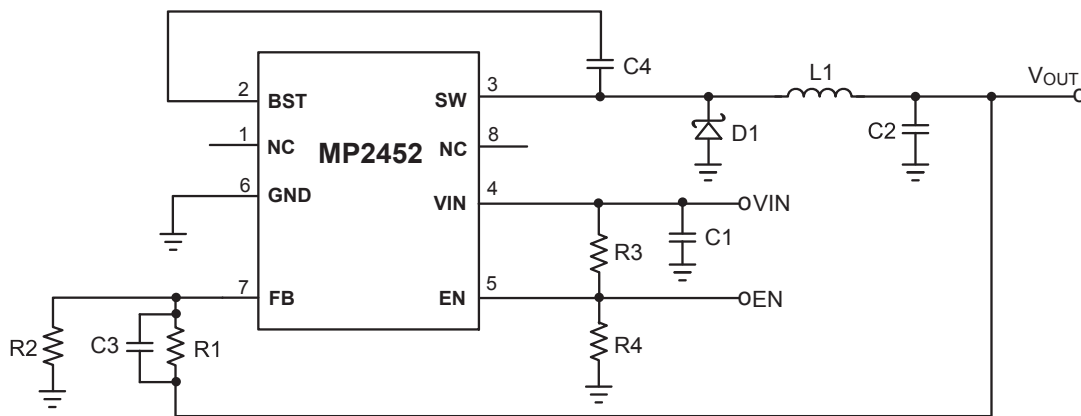 C4
L1
VOUT
2
BST
3
SW
1
NC
MP2452
8
NC
D1
C2
6
GND
4
VIN
VIN
R3
C1
7
FB
5
EN
EN
R2
C3
R1
R4